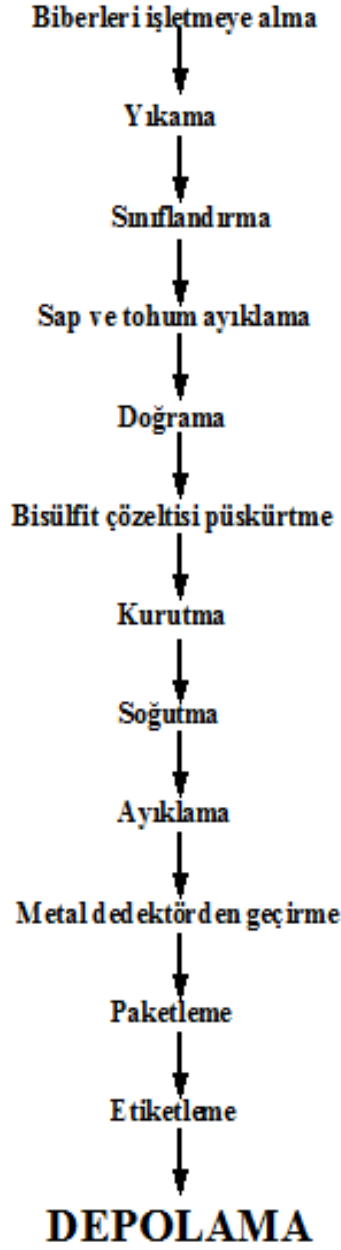 Biberleri işletmeye alma
Yıkama
Sınıflandırma
Sap ve tohum ayıklama
Doğrama
Bisülfit çözeltisi püskürtme
Kurutma
Soğutma
Ayıklama
Metal dedektörden geçirme
Paketleme
Etiketleme
DEPOLAMA